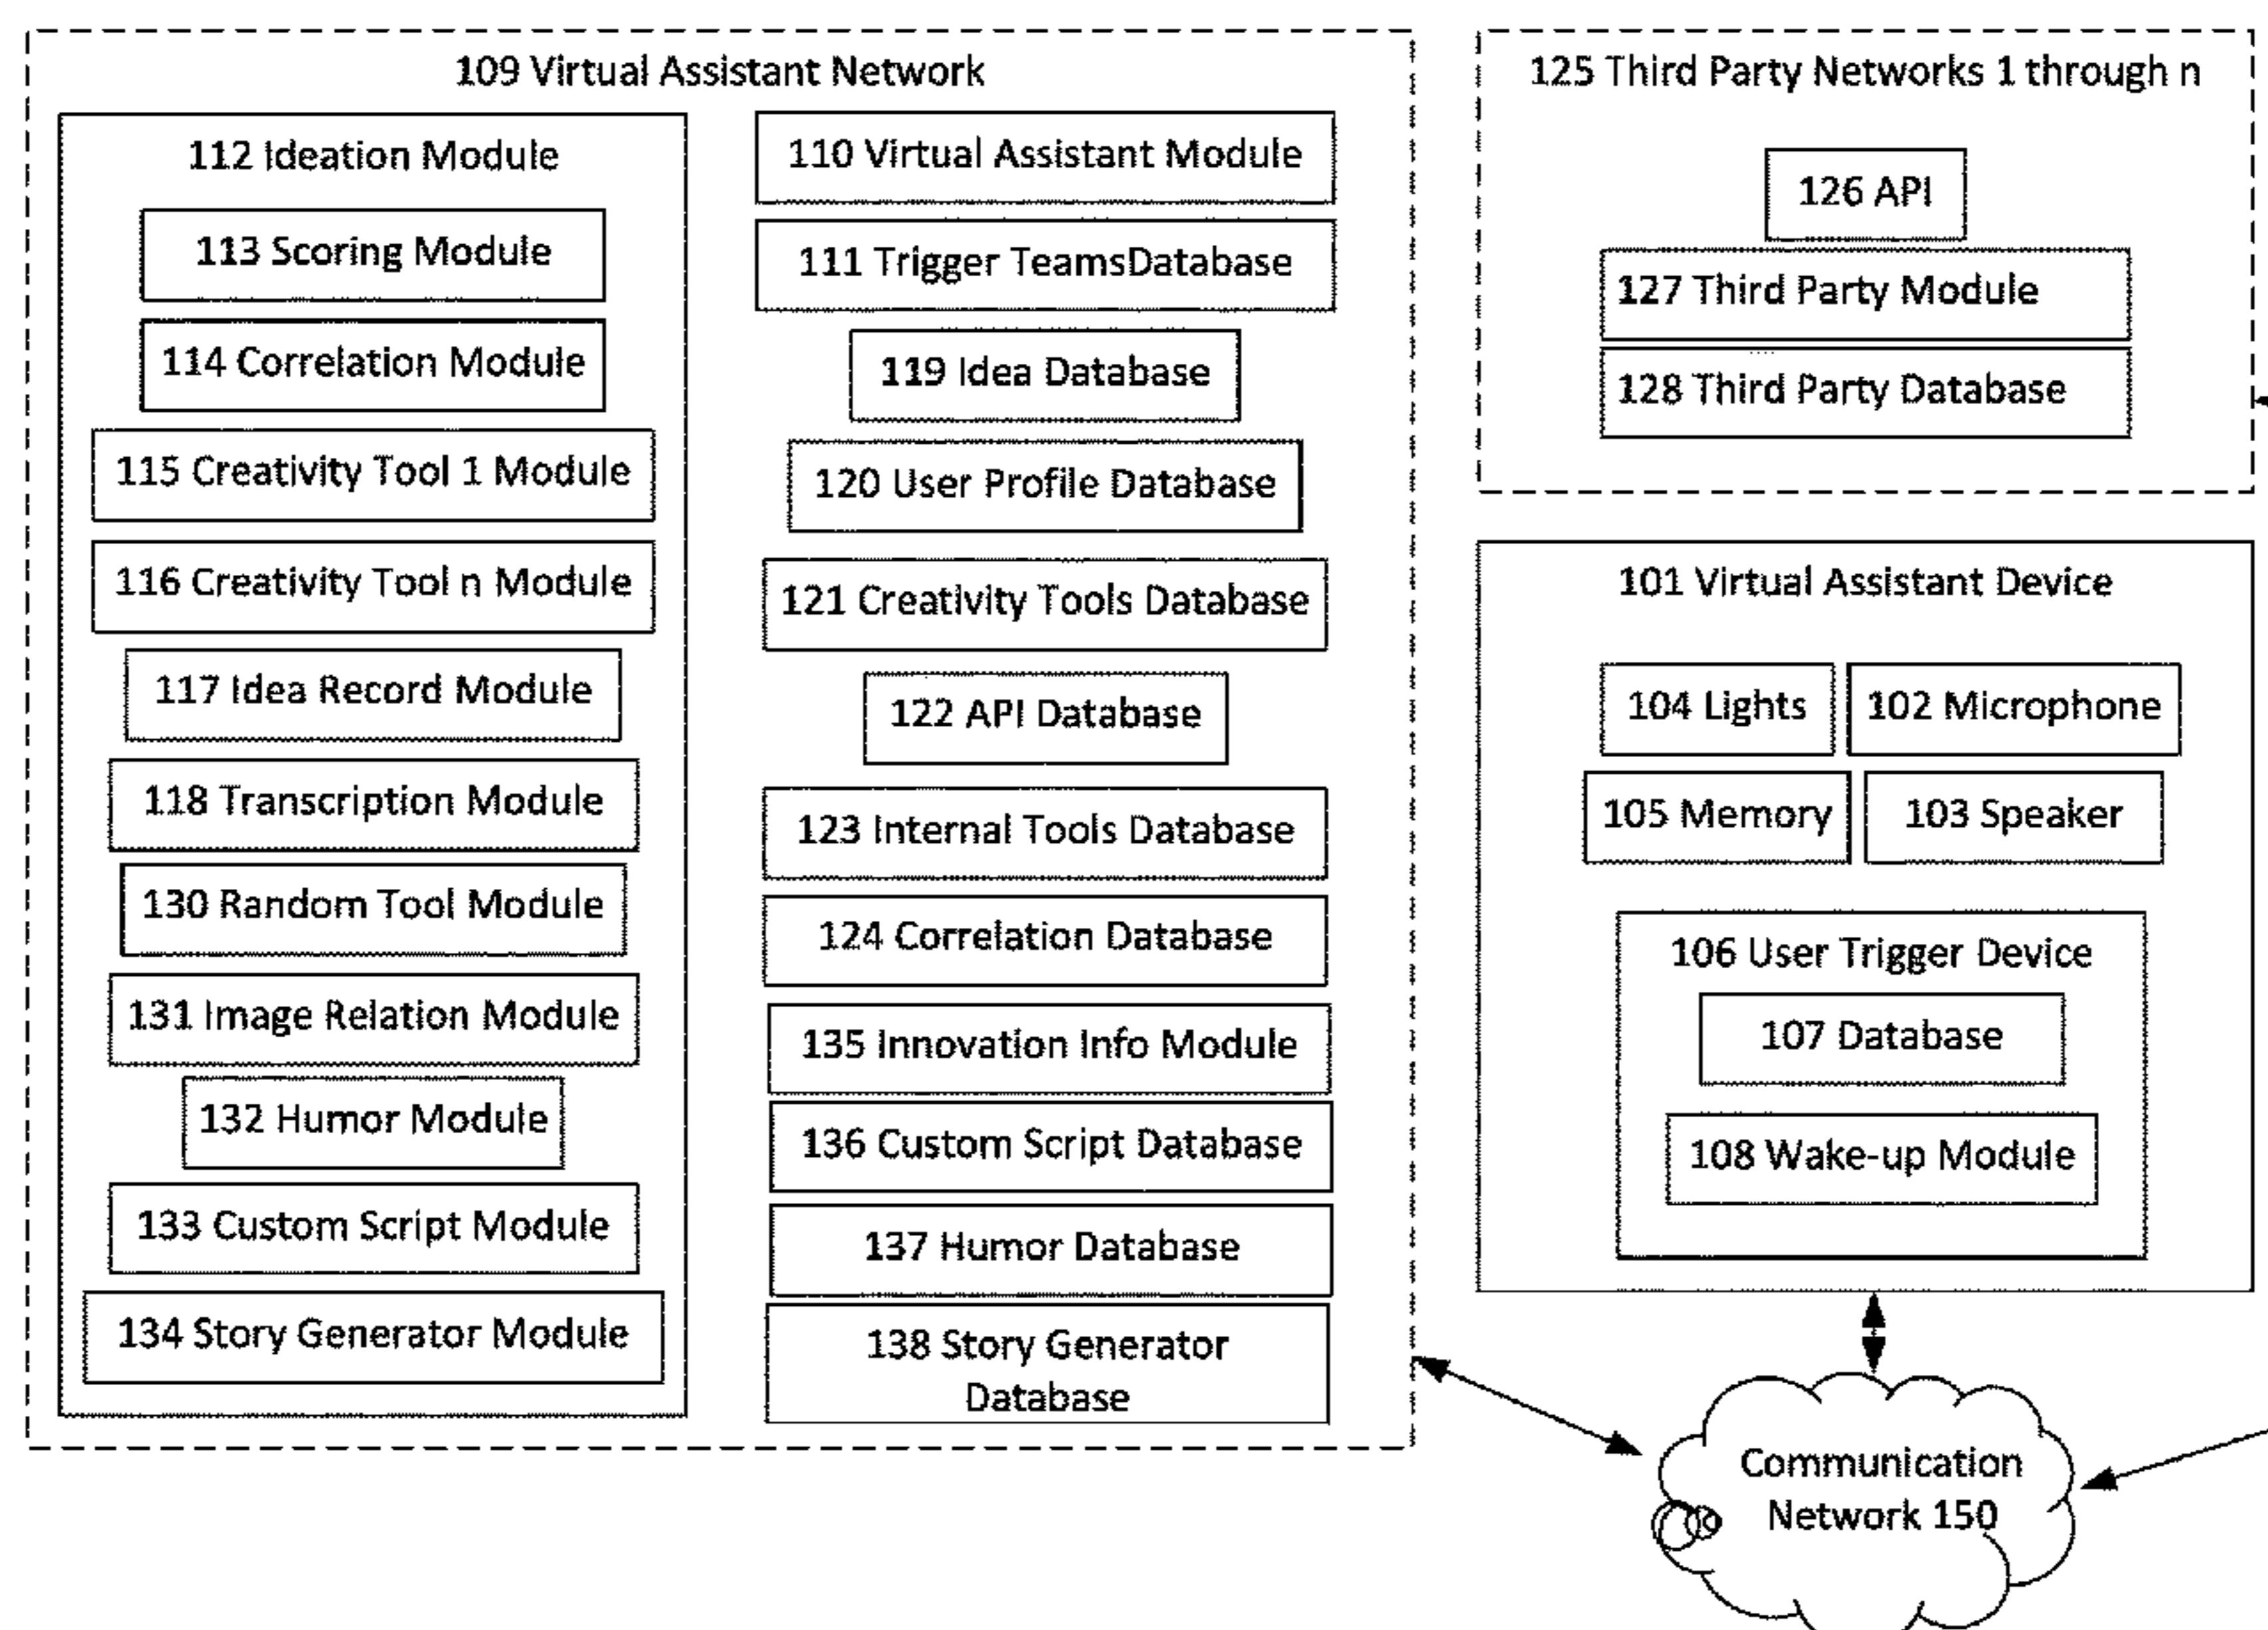 109 Virtual Assistant Network
112 Ideation Module
113 Scoring Module
114 Correlation Module
115 Creativity Tool 1 Module
116 Creativity Tool n Module
117 Idea Record Module
118 Transcription Module
130 Random Tool Module
131 Image Relation Module
132 Humor Module
133 Custom Script Module
134 Story Generator Module
110 Virtual Assistant Module
111 Trigger TeamsDatabase
119 Idea Database
120 User Profile Database
121 Creativity Tools Database
122 API Database
123 Internal Tools Database
124 Correlation Database
135 Innovation Info Module
136 Custom Script Database
137 Humor Database
138 Story Generator
Database
125 Third Party Networks 1 through n
126 API
127 Third Party Module
128 Third Party Database
101 Virtual Assistant Device
104 Lights
102 Microphone
105 Memory
103 Speaker
106 User Trigger Device
107 Database
108 Wake-up Module
Communication
Network 150